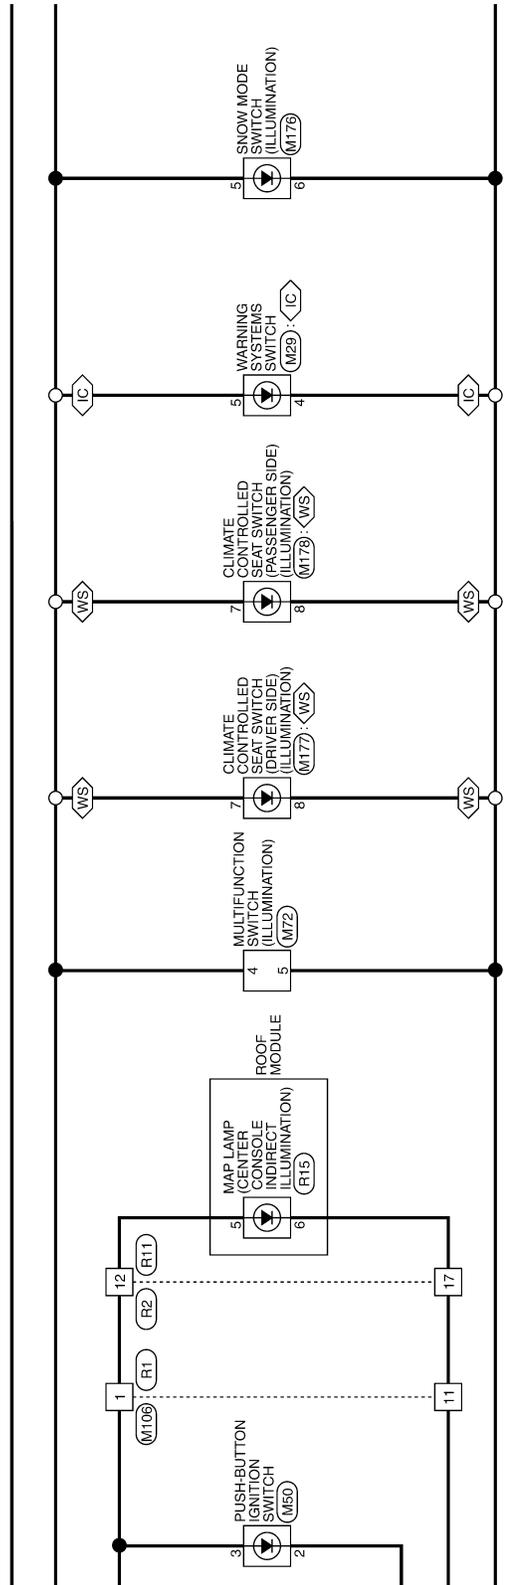 5
SNOW MODE
SWITCH
(ILLUMINATION)
M176
6
IC
5
WARNING
SYSTEMS
SWITCH
M29 : IC
4
IC
WS
7
CLIMATE
CONTROLLED
SEAT SWITCH
(PASSENGER SIDE)
(ILLUMINATION)
M178 : WS
8
WS
WS
7
CLIMATE
CONTROLLED
SEAT SWITCH
(DRIVER SIDE)
(ILLUMINATION)
M177 : WS
8
WS
MULTIFUNCTION
SWITCH
(ILLUMINATION)
M72
4
5
ROOF
MODULE
5
MAP LAMP
(CENTER
CONSOLE
INDIRECT
ILLUMINATION)
R15
6
12
R11
R2
17
1
R1
M106
11
3
PUSH-BUTTON
IGNITION
SWITCH
M50
2